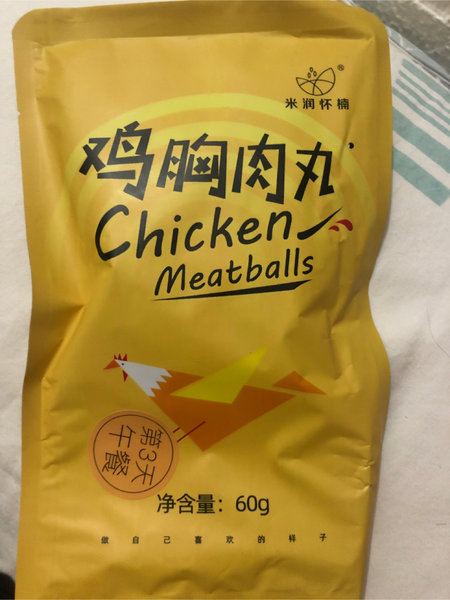 ®
米润怀楠
鸡胸肉丸
Chicken
Meatballs
第3天
午餐
净含量：60g
做自己喜欢的样子